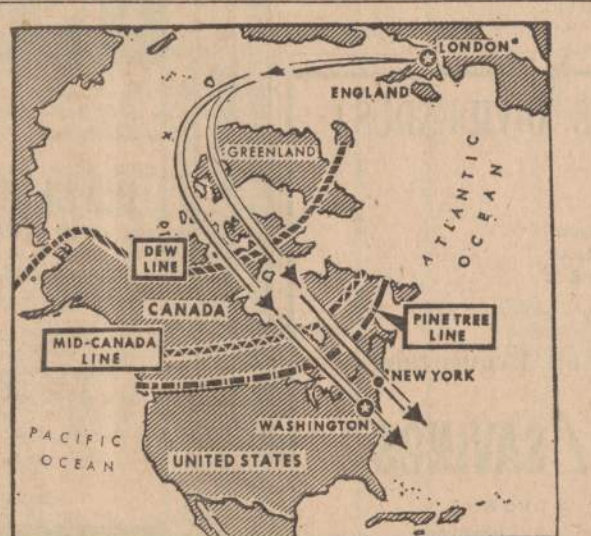 LONDON
ENGLAND
GREENLAND
ATLANTIC
OCEAN
DEW
LINE
CANADA
PINE TREE
LINE
MID-CANADA
LINE
NEW YORK
WASHINGTON
PACIFIC
OCEAN
UNITED STATES